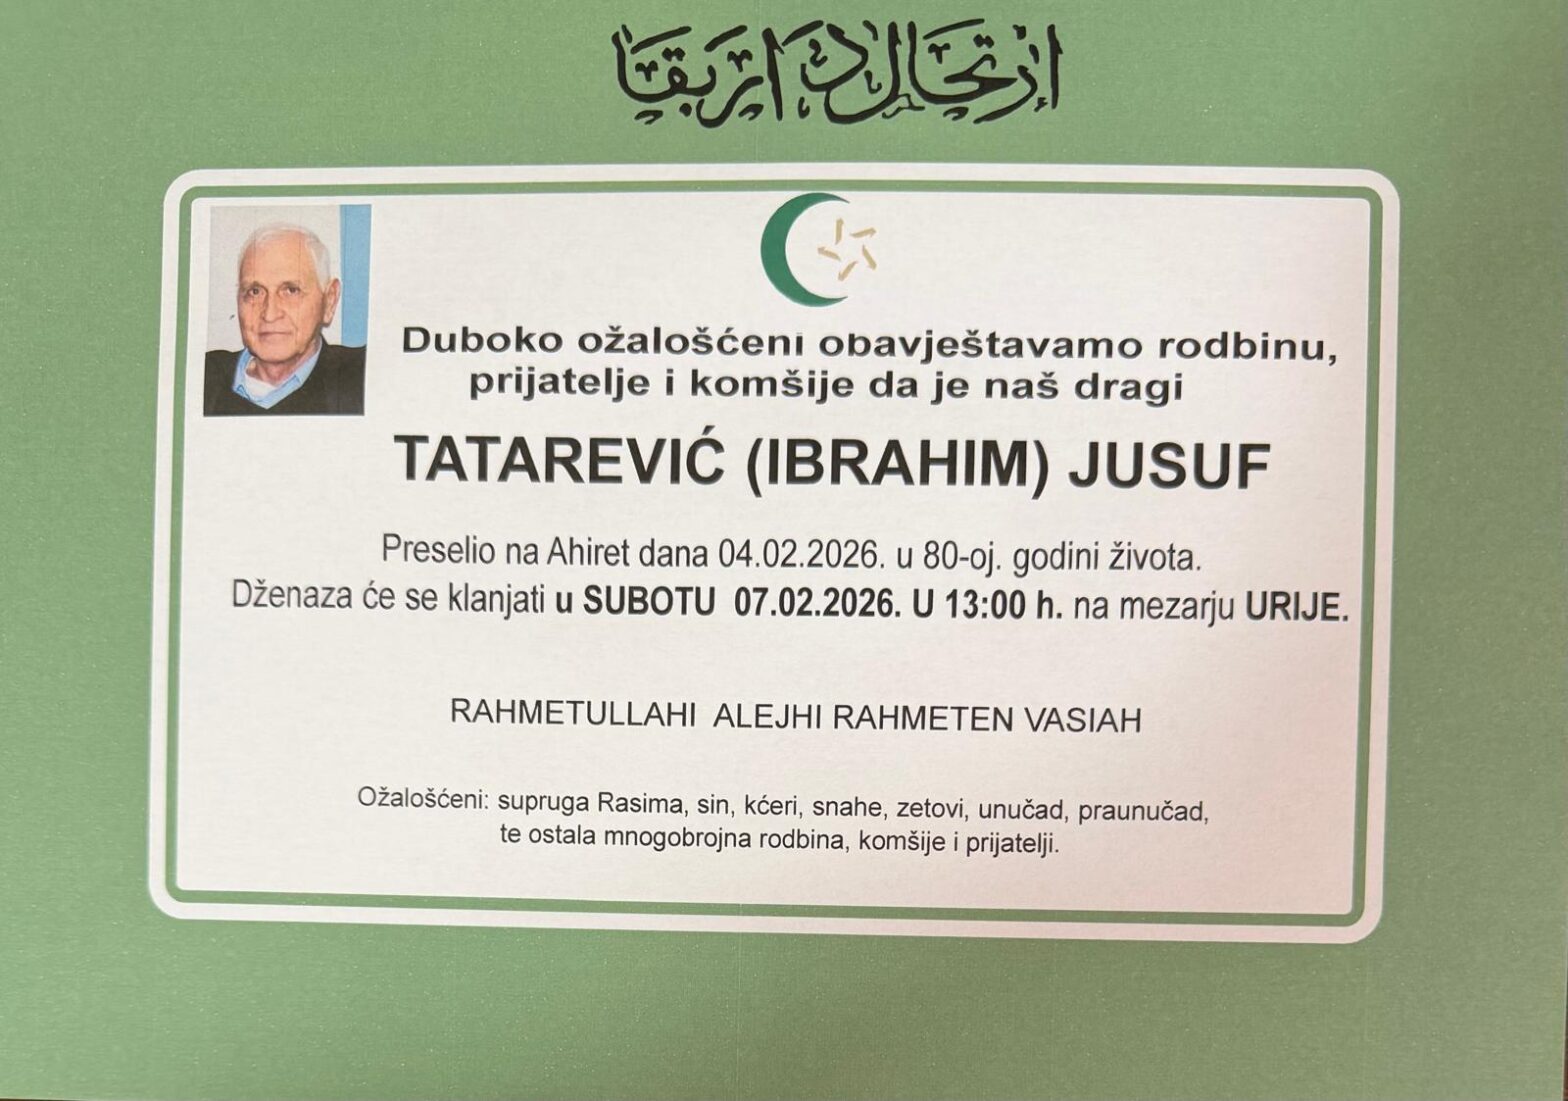 ارتحال دار بقا
Duboko ožalošćeni obavještavamo rodbinu,
prijatelje i komšije da je naš dragi
TATAREVIĆ (IBRAHIM) JUSUF
Preselio na Ahiret dana 04.02.2026. u 80-oj. godini života.
Dženaza će se klanjati u SUBOTU 07.02.2026. U 13:00 h. na mezarju URIJE.
RAHMETULLAHI ALEJHI RAHMETEN VASIAH
Ožalošćeni: supruga Rasima, sin, kćeri, snahe, zetovi, unučad, praunučad,
te ostala mnogobrojna rodbina, komšije i prijatelji.